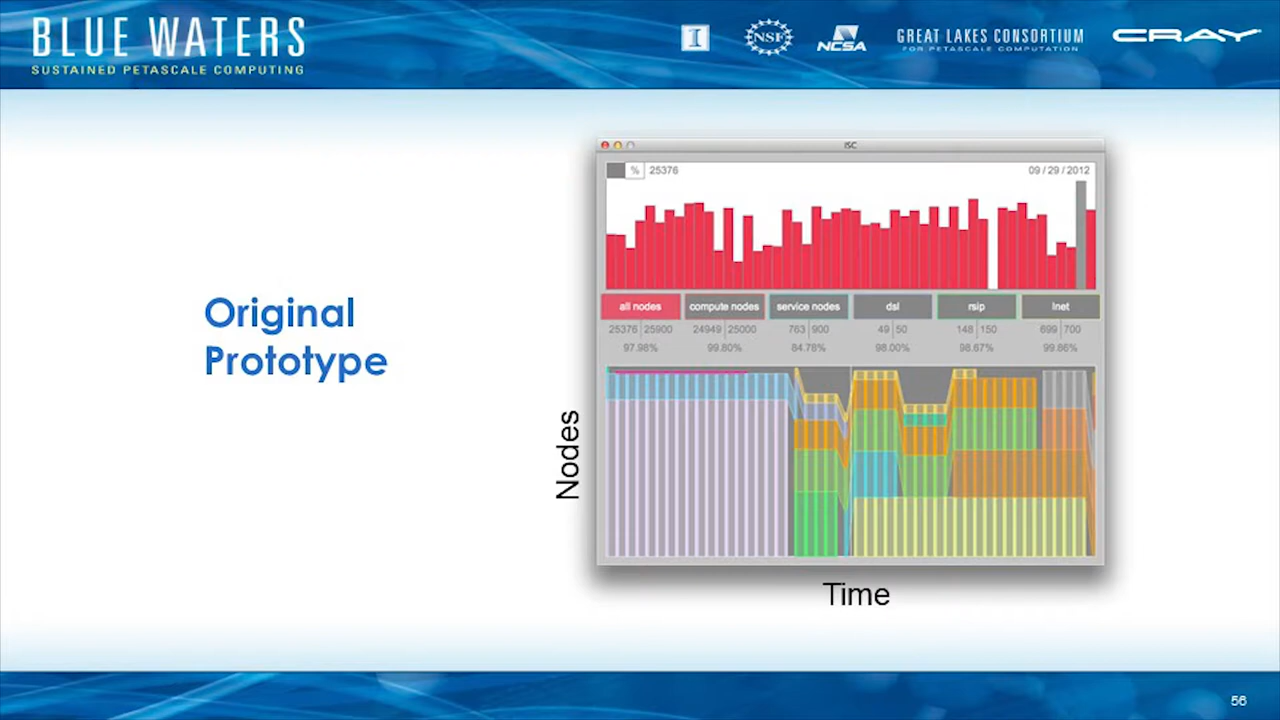 BLUE WATERS
SUSTAINED PETASCALE COMPUTING
I
NSF
NCSA
GREAT LAKES CONSORTIUM
FOR PETASCALE COMPUTATION
CRAY
ISC
% 25376
09 / 29 / 2012
all nodes compute nodes service nodes dsl rsip lnet
25376 | 25900 24949 | 25000 763 | 900 49 | 50 148 | 150 699 | 700
97.98% 99.80% 84.78% 98.00% 98.67% 99.86%
Original
Prototype
Nodes
Time
56